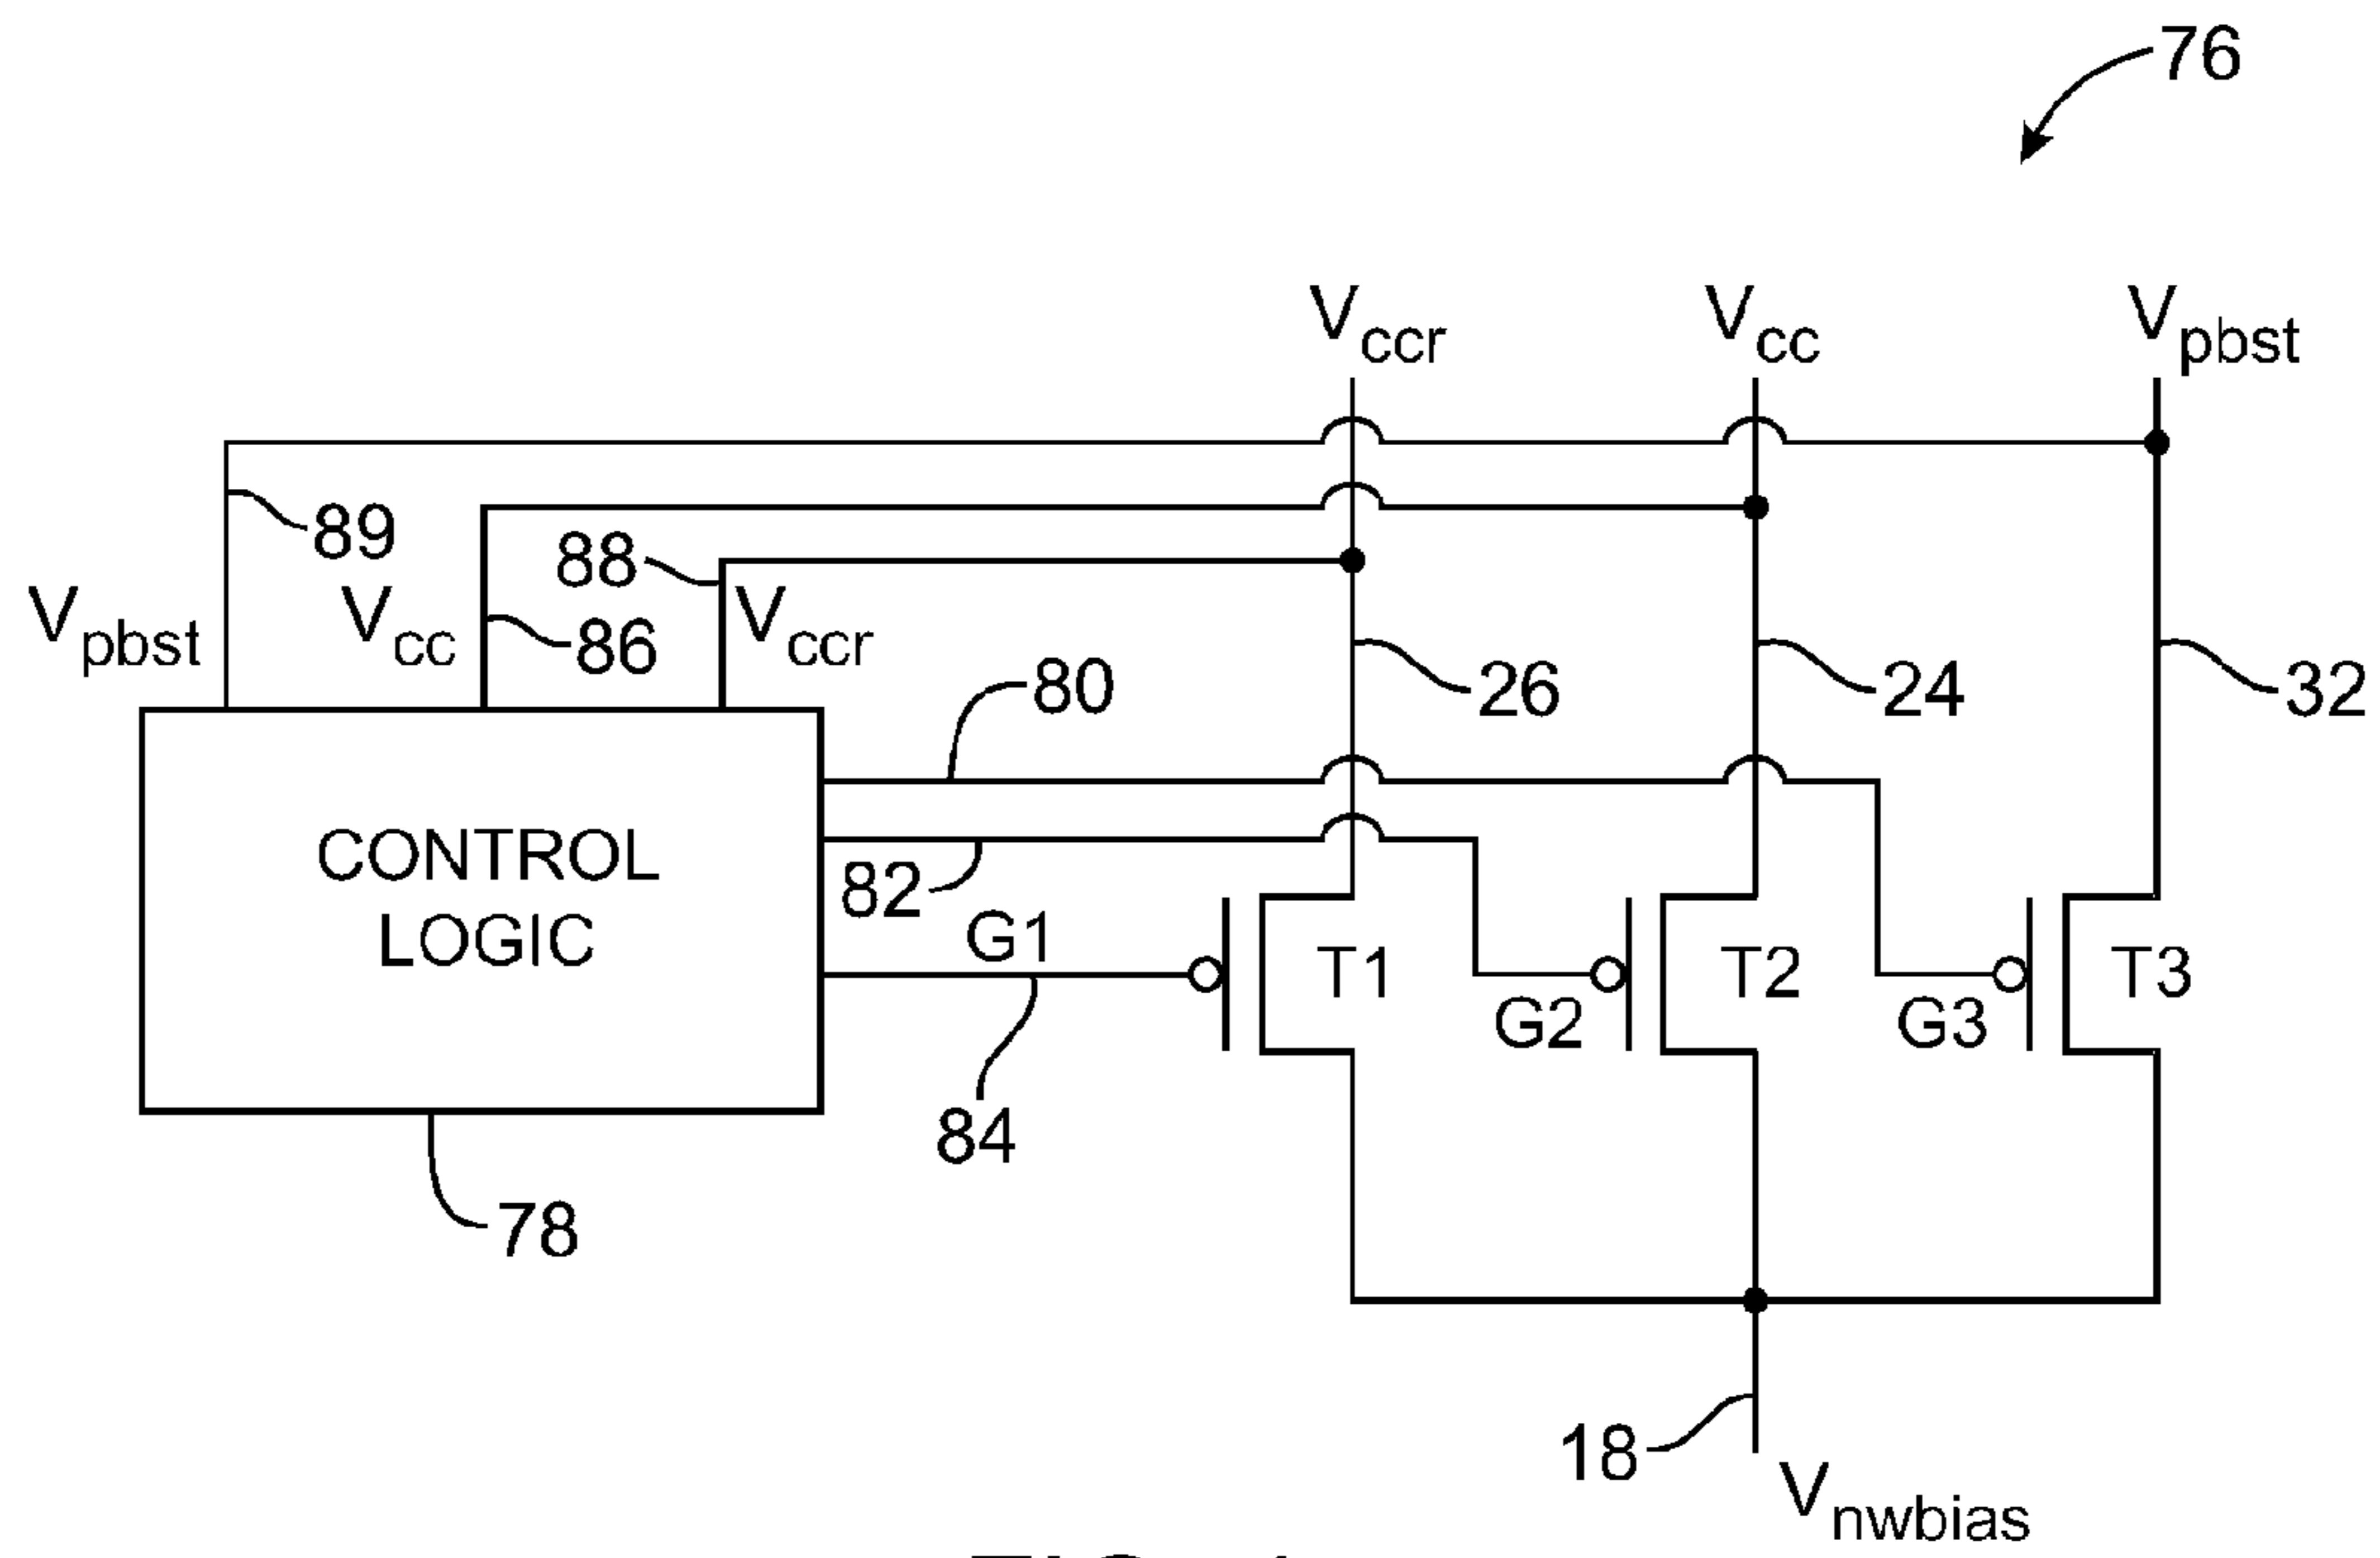 76
Vccr
Vcc
Vpbst
89
88
Vpbst
Vcc
86
Vccr
80
26
24
32
CONTROL
LOGIC
82
G1
T1
T2
T3
G2
G3
84
78
18
Vnwbias